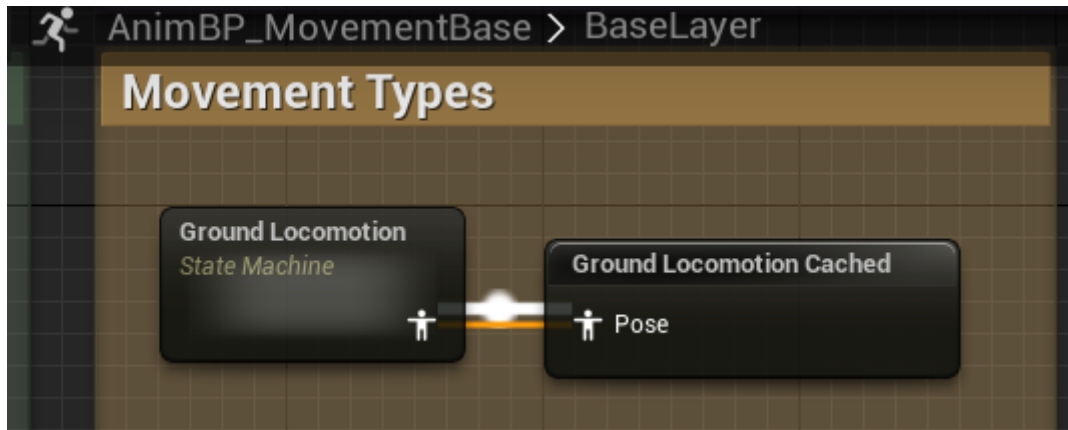 AnimBP_MovementBase > BaseLayer
Movement Types
Ground Locomotion
State Machine
Ground Locomotion Cached
Pose